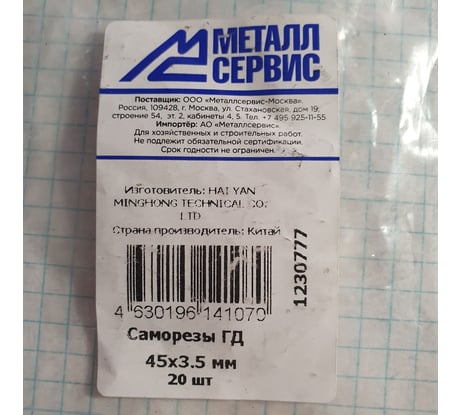 МЕТАЛЛ
СЕРВИС
Поставщик: ООО «Металлсервис-Москва».
Россия, 109428, г. Москва, ул. Стахановская, дом 19,
строение 54, эт. 2, кабинеты 4, 5. Тел. +7 495 925-11-55
Импортёр: АО «Металлсервис».
Для хозяйственных и строительных работ.
Не подлежит обязательной сертификации.
Срок годности не ограничен.
Изготовитель: HAI YAN
MINGHONG TECHNICAL CO.,
LTD
Страна производитель: Китай
4 630196 141070
1230777
Саморезы ГД
45x3.5 мм
20 шт